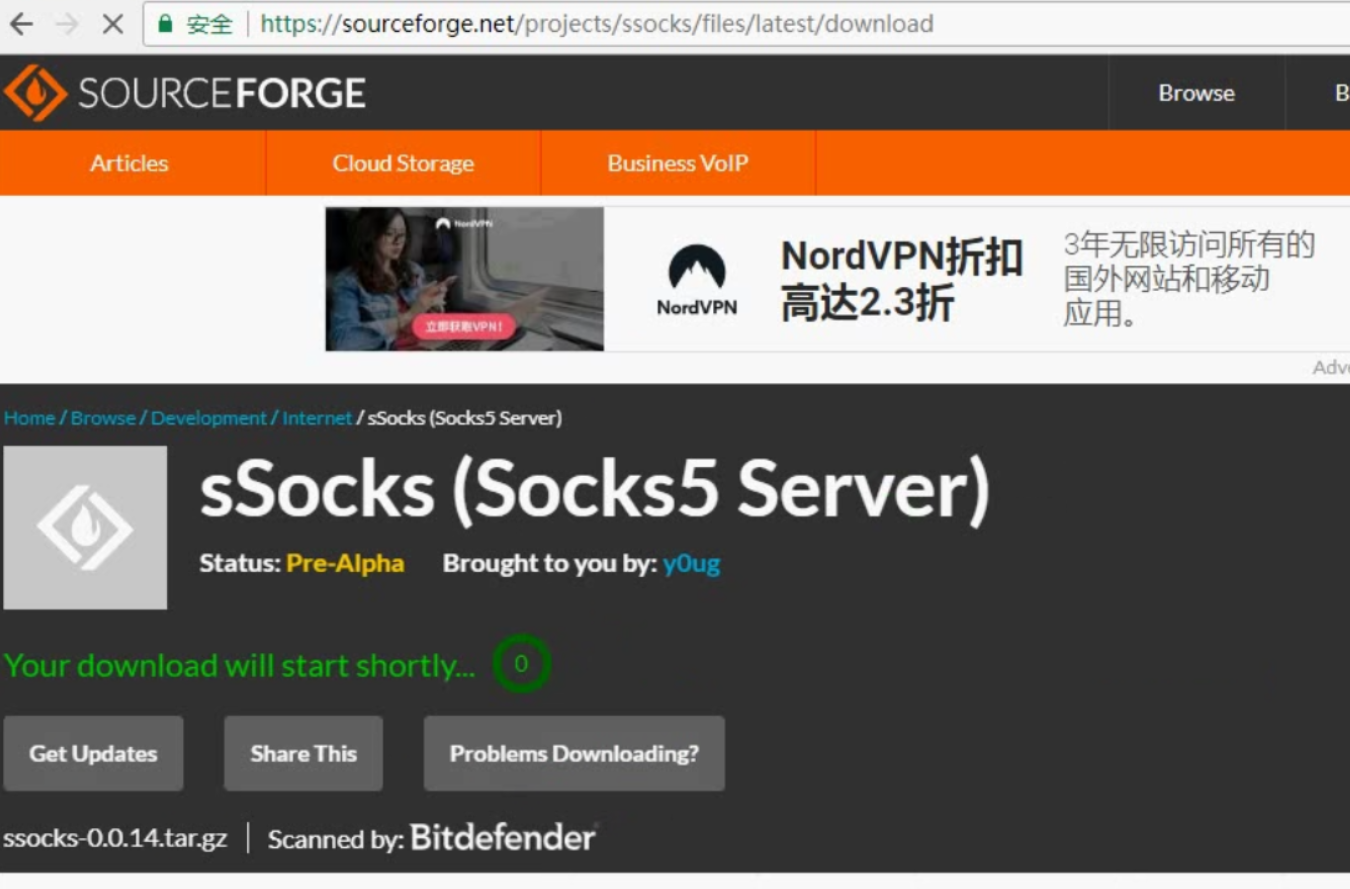 安全 https://sourceforge.net/projects/ssocks/files/latest/download
SOURCEFORGE
Browse
B
Articles
Cloud Storage
Business VoIP
NordVPN
立即获取VPN!
NordVPN
NordVPN折扣
高达2.3折
3年无限访问所有的
国外网站和移动
应用。
Adve
Home / Browse / Development / Internet / sSocks (Socks5 Server)
sSocks (Socks5 Server)
Status: Pre-Alpha Brought to you by: y0ug
Your download will start shortly... 0
Get Updates
Share This
Problems Downloading?
ssocks-0.0.14.tar.gz Scanned by: Bitdefender